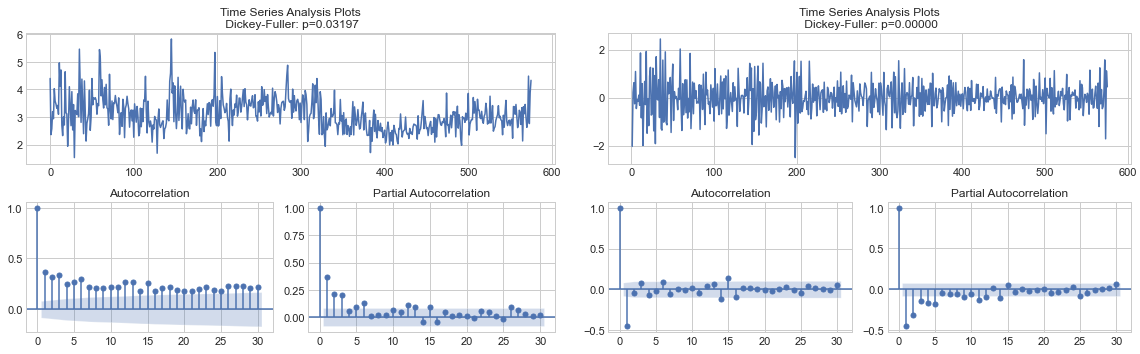 Time Series Analysis Plots
Dickey-Fuller: p=0.03197
6
5
4
3
2
0 100 200 300 400 500 600
Time Series Analysis Plots
Dickey-Fuller: p=0.00000
2
0
−2
0 100 200 300 400 500 600
Autocorrelation
1.0
0.5
0.0
0 5 10 15 20 25 30
Partial Autocorrelation
1.00
0.75
0.50
0.25
0.00
0 5 10 15 20 25 30
Autocorrelation
1.0
0.5
0.0
−0.5
0 5 10 15 20 25 30
Partial Autocorrelation
1.0
0.5
0.0
−0.5
0 5 10 15 20 25 30